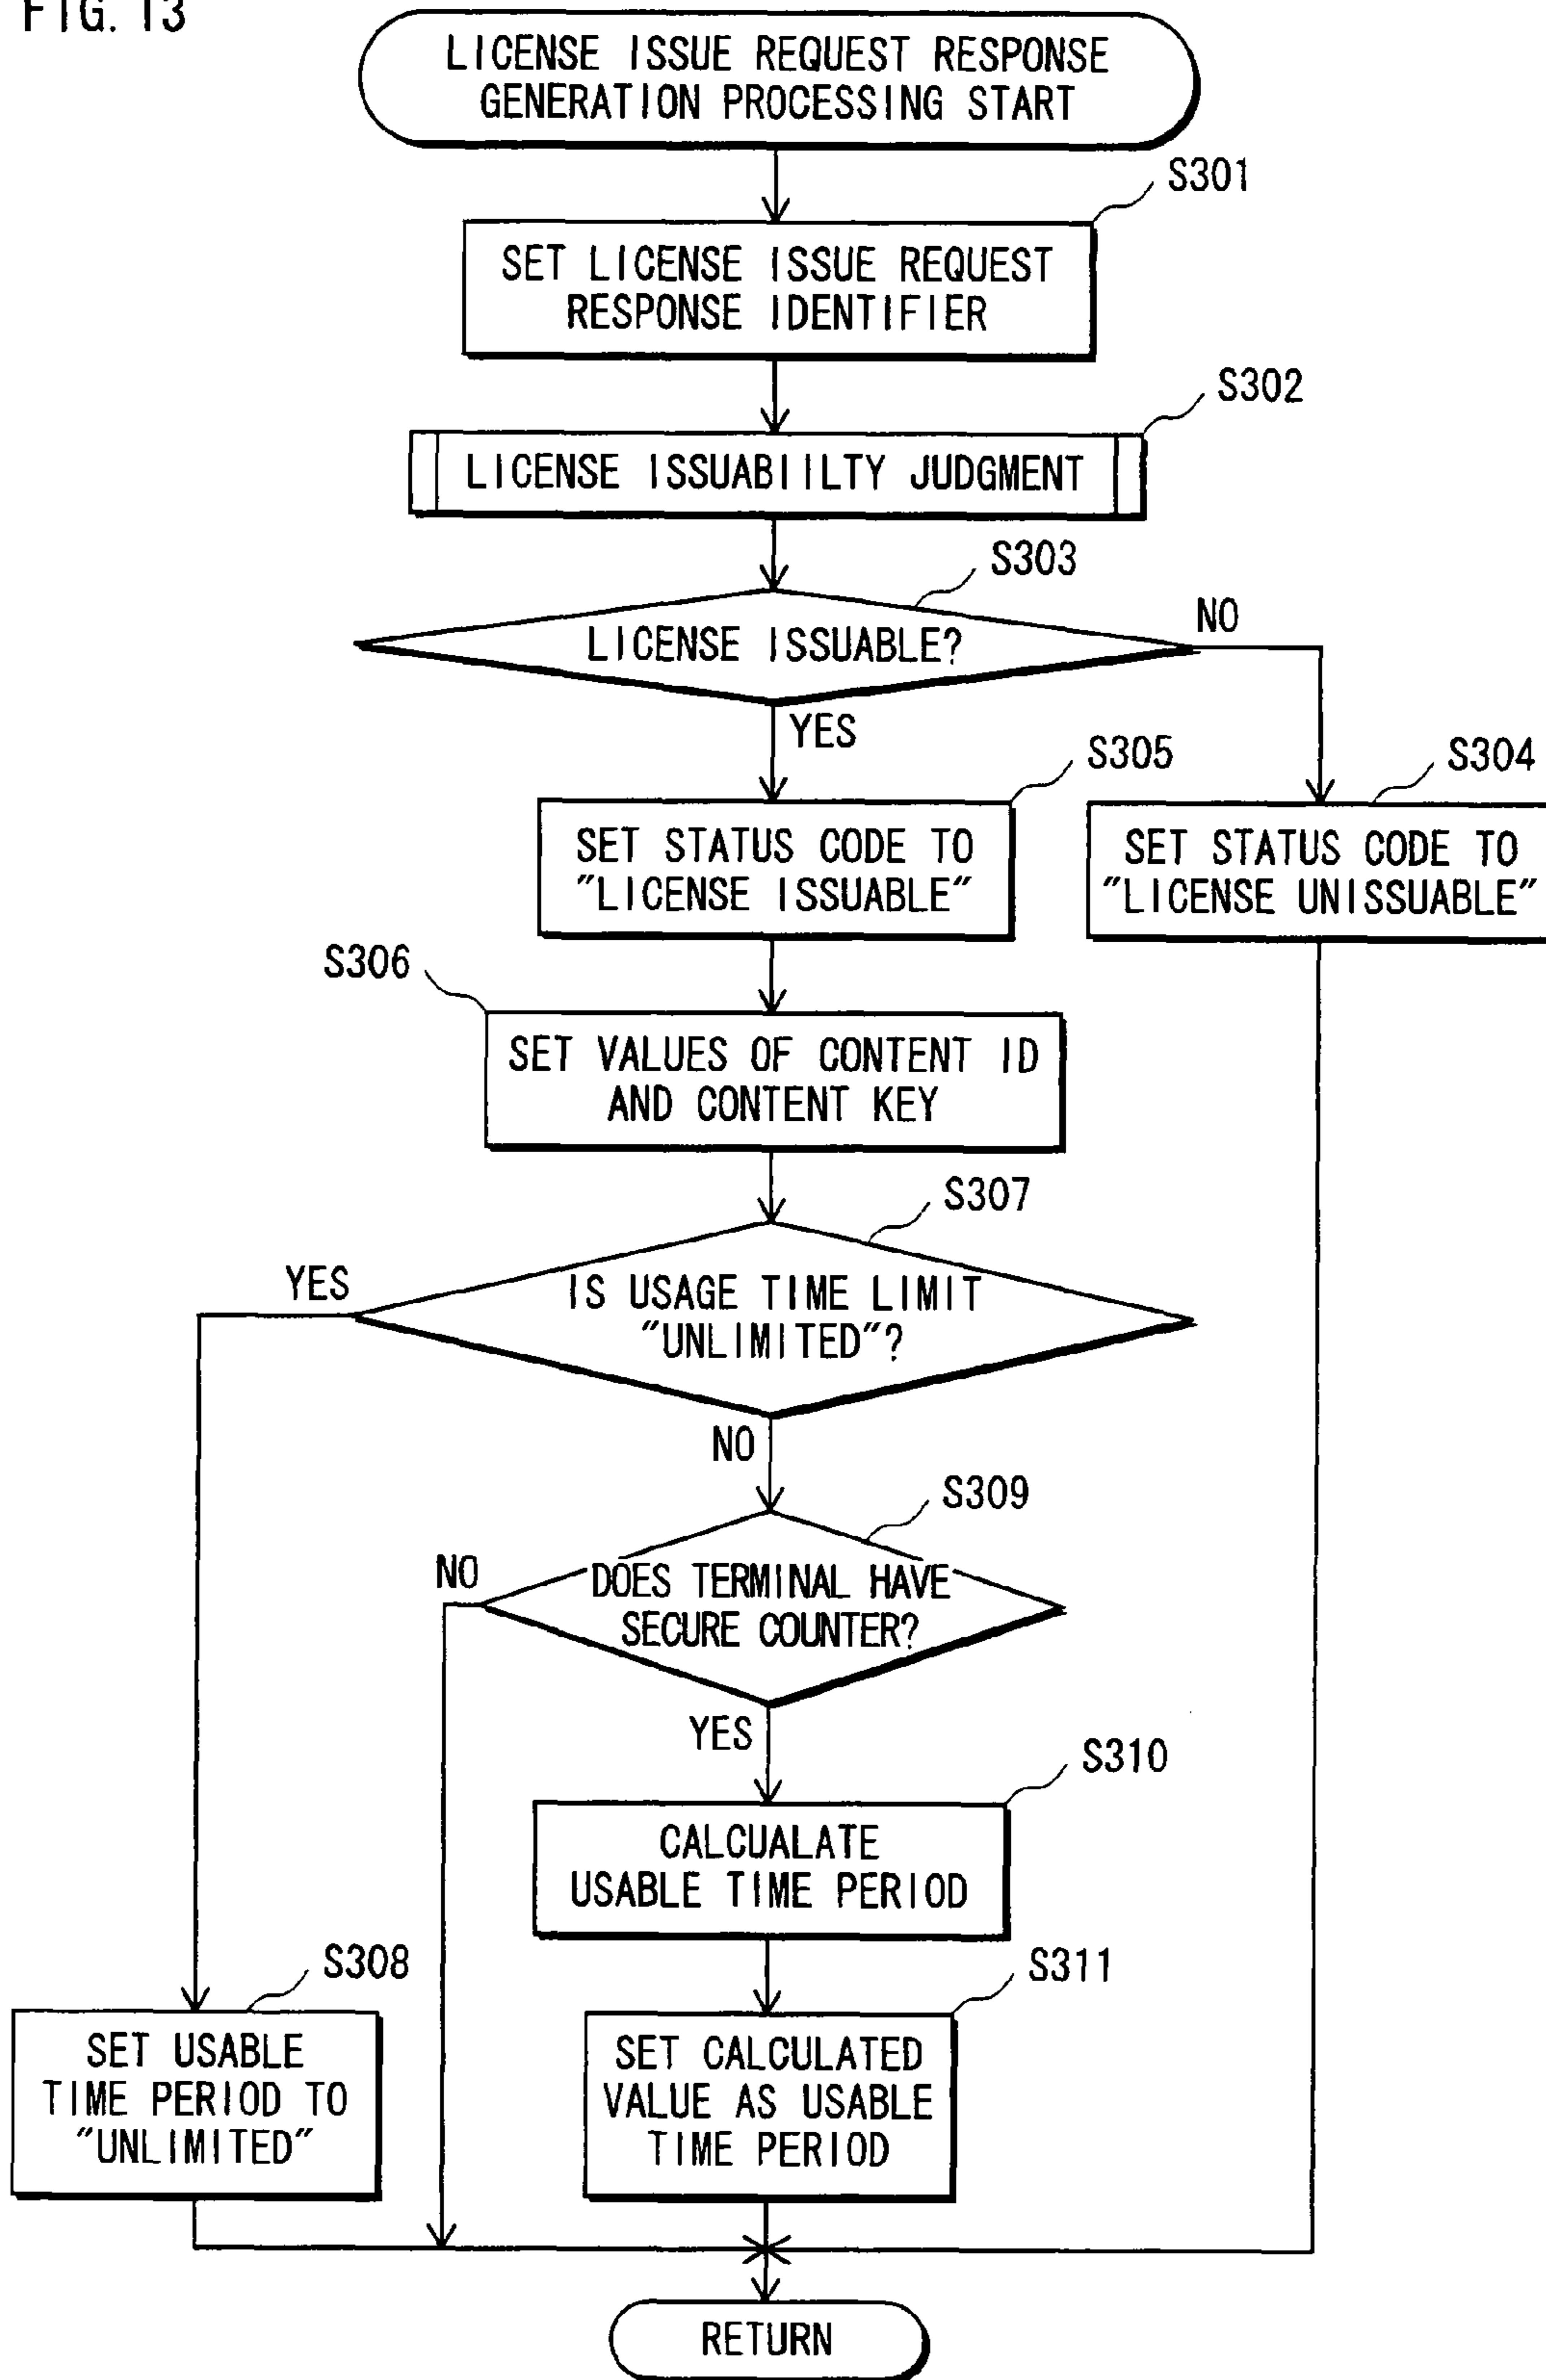 FIG. 13
LICENSE ISSUE REQUEST RESPONSE
GENERATION PROCESSING START
S301
SET LICENSE ISSUE REQUEST
RESPONSE IDENTIFIER
S302
LICENSE ISSUABIILTY JUDGMENT
S303
LICENSE ISSUABLE?
NO
YES
S305
SET STATUS CODE TO
"LICENSE ISSUABLE"
S304
SET STATUS CODE TO
"LICENSE UNISSUABLE"
S306
SET VALUES OF CONTENT ID
AND CONTENT KEY
S307
YES
IS USAGE TIME LIMIT
"UNLIMITED"?
NO
S309
NO
DOES TERMINAL HAVE
SECURE COUNTER?
YES
S310
CALCUALATE
USABLE TIME PERIOD
S308
SET USABLE
TIME PERIOD TO
"UNLIMITED"
S311
SET CALCULATED
VALUE AS USABLE
TIME PERIOD
RETURN